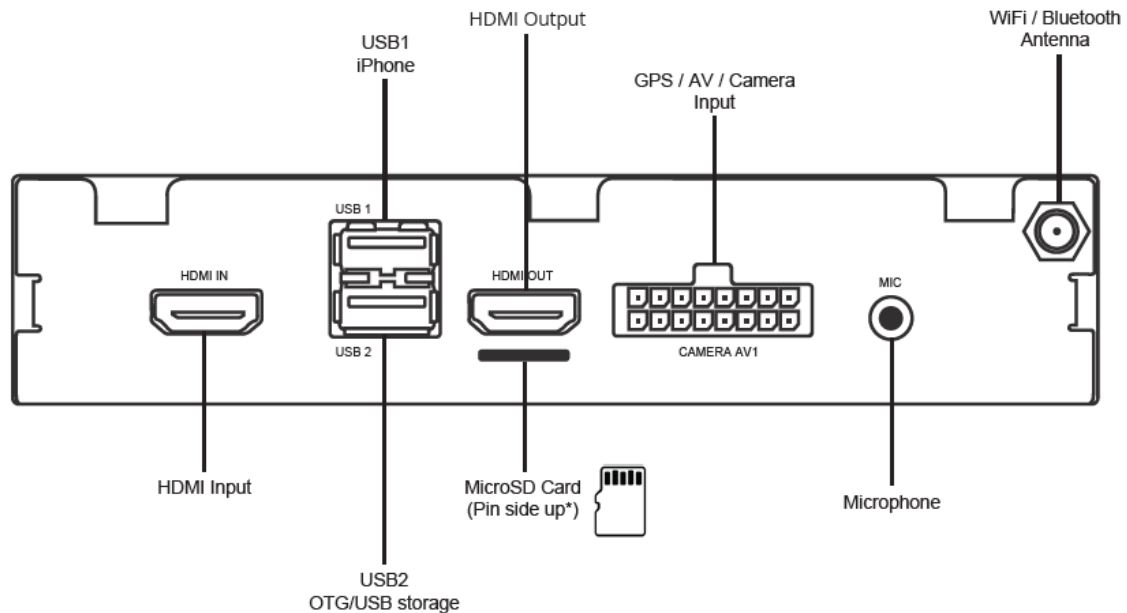 HDMI Output
WiFi / Bluetooth
Antenna
USB1
iPhone
GPS / AV / Camera
Input
USB 1
HDMI IN
HDMI OUT
MIC
USB 2
CAMERA AV1
HDMI Input
MicroSD Card
(Pin side up*)
Microphone
USB2
OTG/USB storage